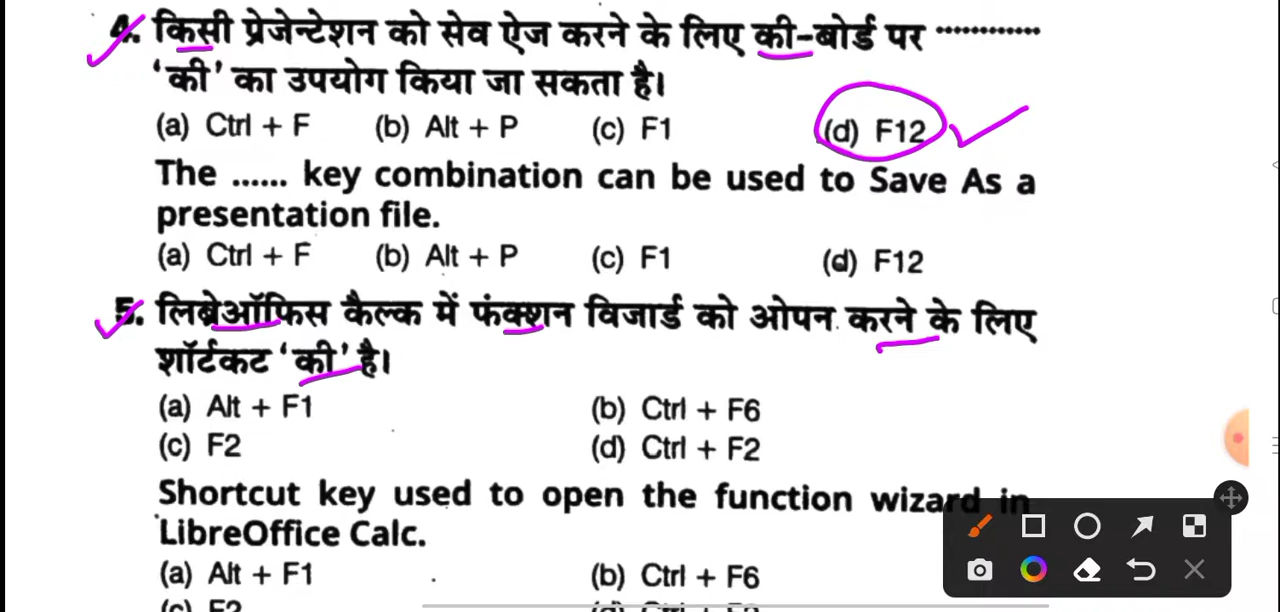 4. किसी प्रेजेन्टेशन को सेव ऐज करने के लिए की-बोर्ड पर ............
'की' का उपयोग किया जा सकता है।
(a) Ctrl + F (b) Alt + P (c) F1 (d) F12
The ...... key combination can be used to Save As a
presentation file.
(a) Ctrl + F (b) Alt + P (c) F1 (d) F12
5. लिब्रेऑफिस कैल्क में फंक्शन विजार्ड को ओपन करने के लिए
शॉर्टकट 'की' है।
(a) Alt + F1 (b) Ctrl + F6
(c) F2 (d) Ctrl + F2
Shortcut key used to open the function wizard in
LibreOffice Calc.
(a) Alt + F1 (b) Ctrl + F6
(c) F2